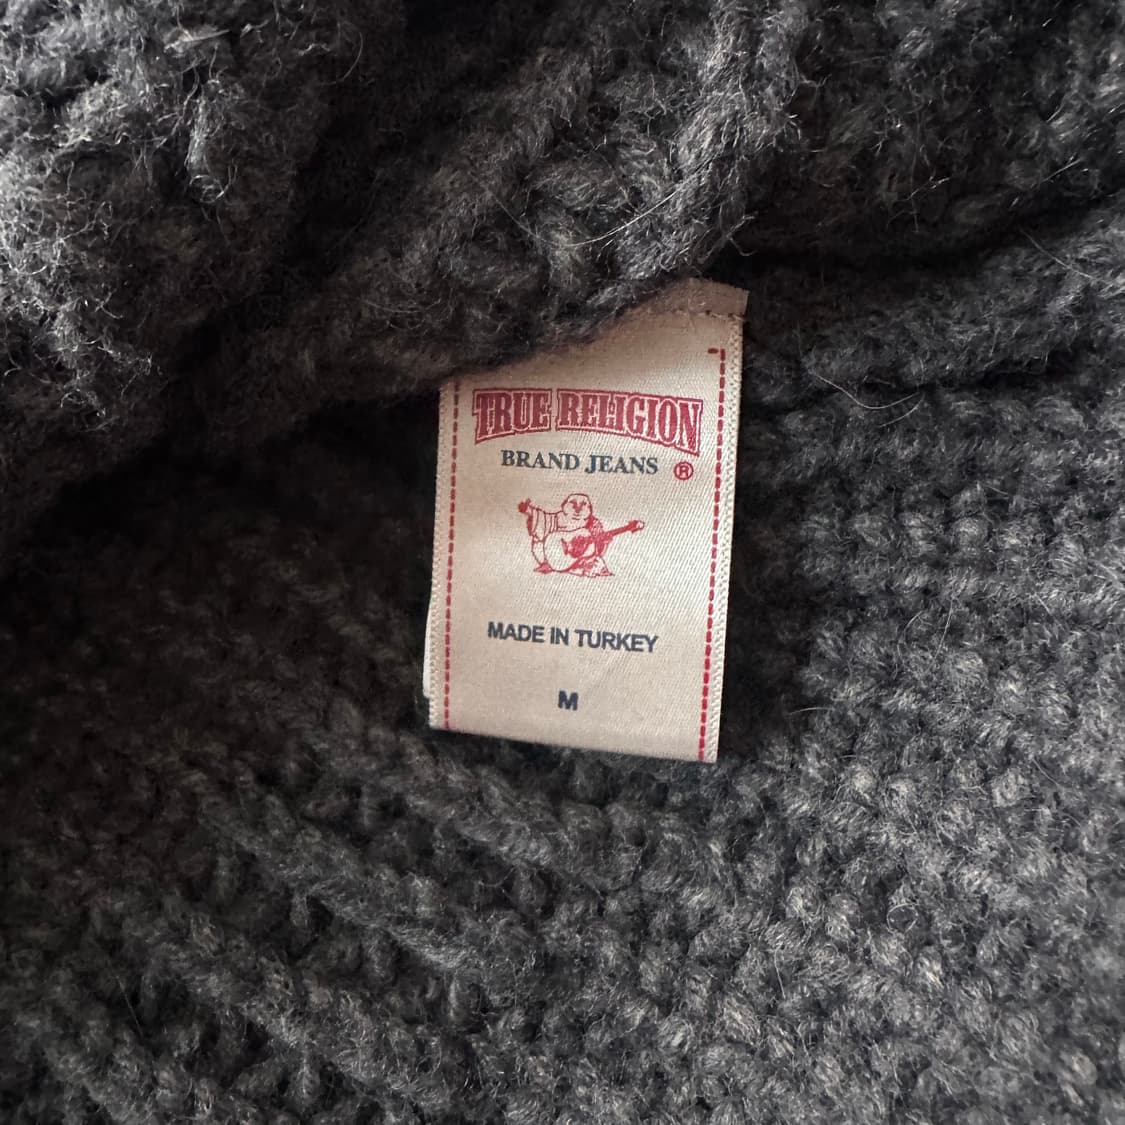 TRUE RELIGION
BRAND JEANS ®
MADE IN TURKEY
M